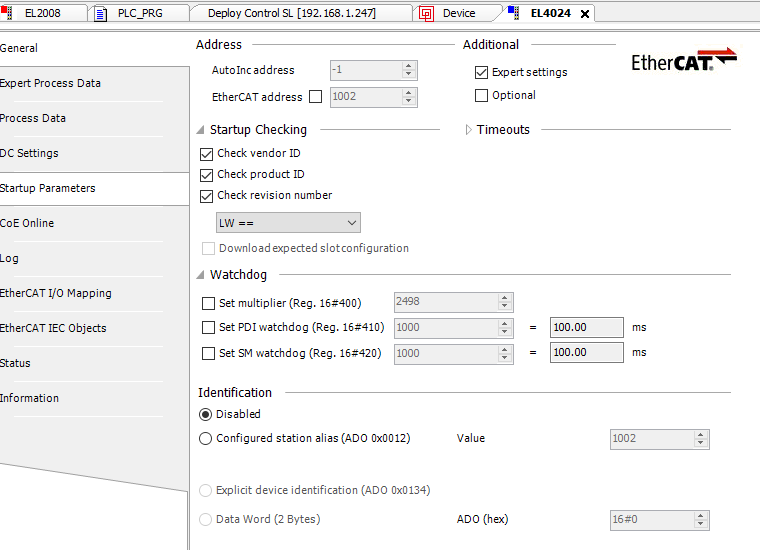 EL2008 PLC_PRG Deploy Control SL [192.168.1.247] Device EL4024
General
Expert Process Data
Process Data
DC Settings
Startup Parameters
CoE Online
Log
EtherCAT I/O Mapping
EtherCAT IEC Objects
Status
Information
Address Additional
AutoInc address -1 Expert settings
EtherCAT address 1002 Optional
EtherCAT®
Startup Checking Timeouts
Check vendor ID
Check product ID
Check revision number
LW ==
Download expected slot configuration
Watchdog
Set multiplier (Reg. 16#400) 2498
Set PDI watchdog (Reg. 16#410) 1000 = 100.00 ms
Set SM watchdog (Reg. 16#420) 1000 = 100.00 ms
Identification
Disabled
Configured station alias (ADO 0x0012) Value 1002
Explicit device identification (ADO 0x0134)
Data Word (2 Bytes) ADO (hex) 16#0